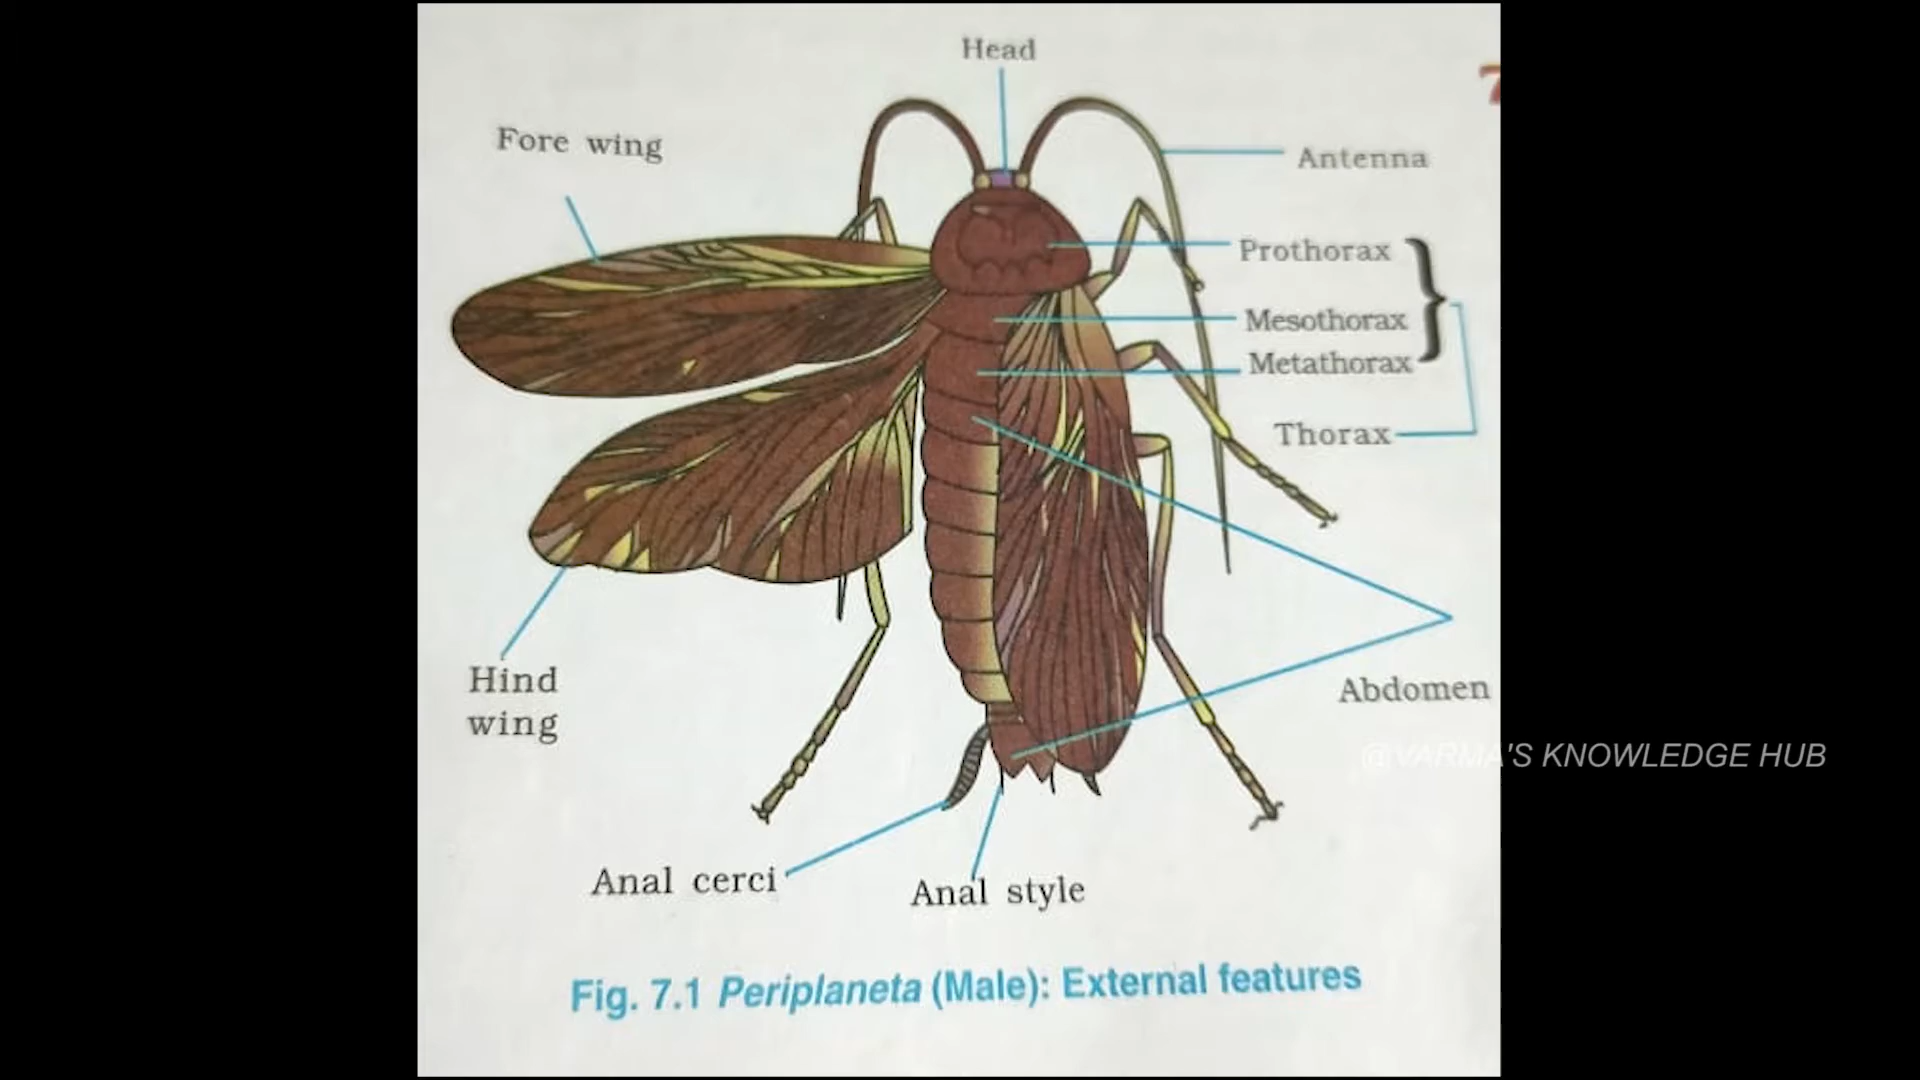 Head
Fore wing
Antenna
Prothorax
Mesothorax
Metathorax
Thorax
Hind
wing
Abdomen
@VARMA'S KNOWLEDGE HUB
Anal cerci
Anal style
Fig. 7.1 Periplaneta (Male): External features